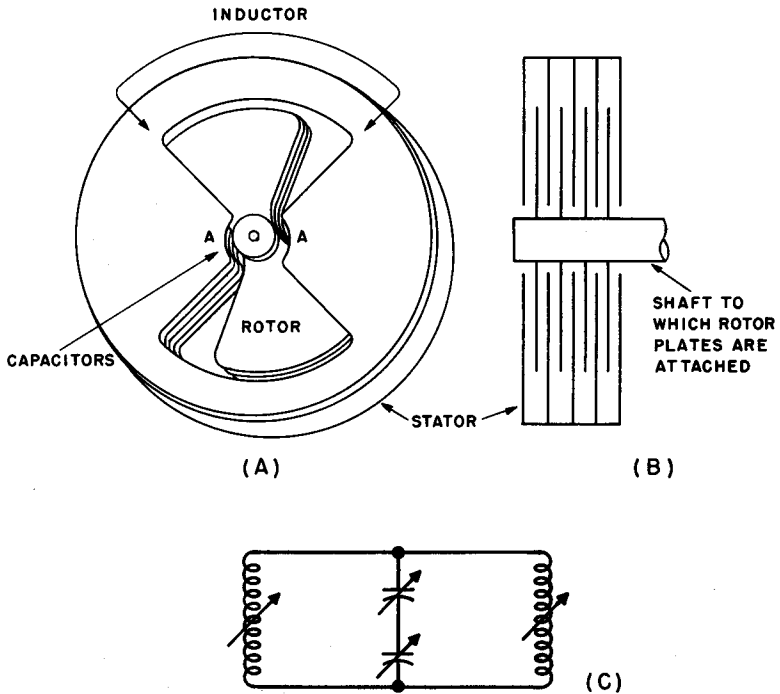 INDUCTOR
A
A
ROTOR
CAPACITORS
SHAFT TO
WHICH ROTOR
PLATES ARE
ATTACHED
STATOR
(A)
(B)
(C)